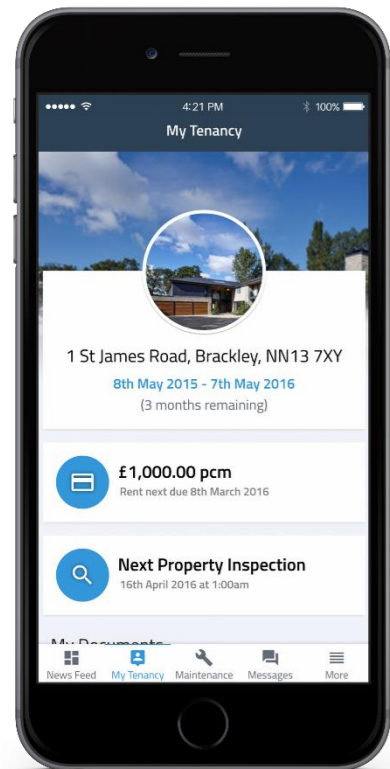 4:21 PM
100%
My Tenancy
1 St James Road, Brackley, NN13 7XY
8th May 2015 - 7th May 2016
(3 months remaining)
£1,000.00 pcm
Rent next due 8th March 2016
Next Property Inspection
16th April 2016 at 1:00am
My Documents
News Feed My Tenancy Maintenance Messages More